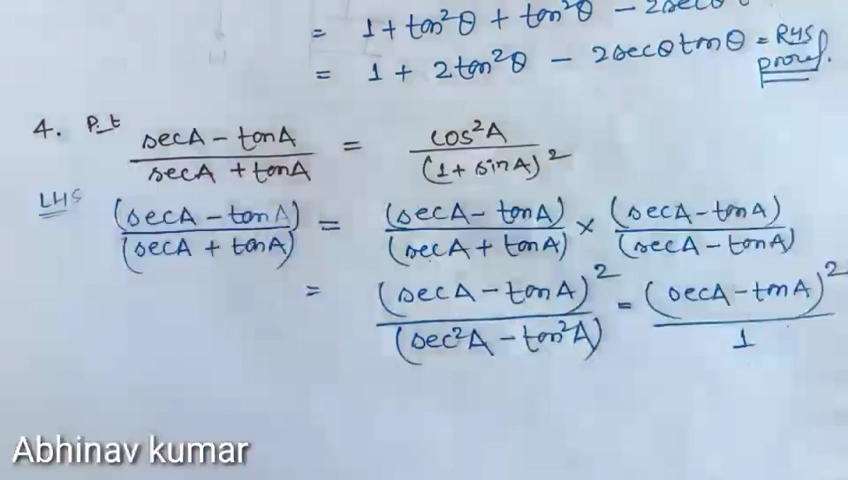 = 1 + tan²θ + tan²θ - 2secθ
= 1 + 2tan²θ - 2secθtanθ = RHS proved.
4. P.t (secA - tanA)/(secA + tanA) = cos²A/(1 + sinA)²
LHS (secA - tanA)/(secA + tanA) = (secA - tanA)/(secA + tanA) × (secA - tanA)/(secA - tanA)
= (secA - tanA)²/(sec²A - tan²A) = (secA - tanA)²/1
Abhinav kumar